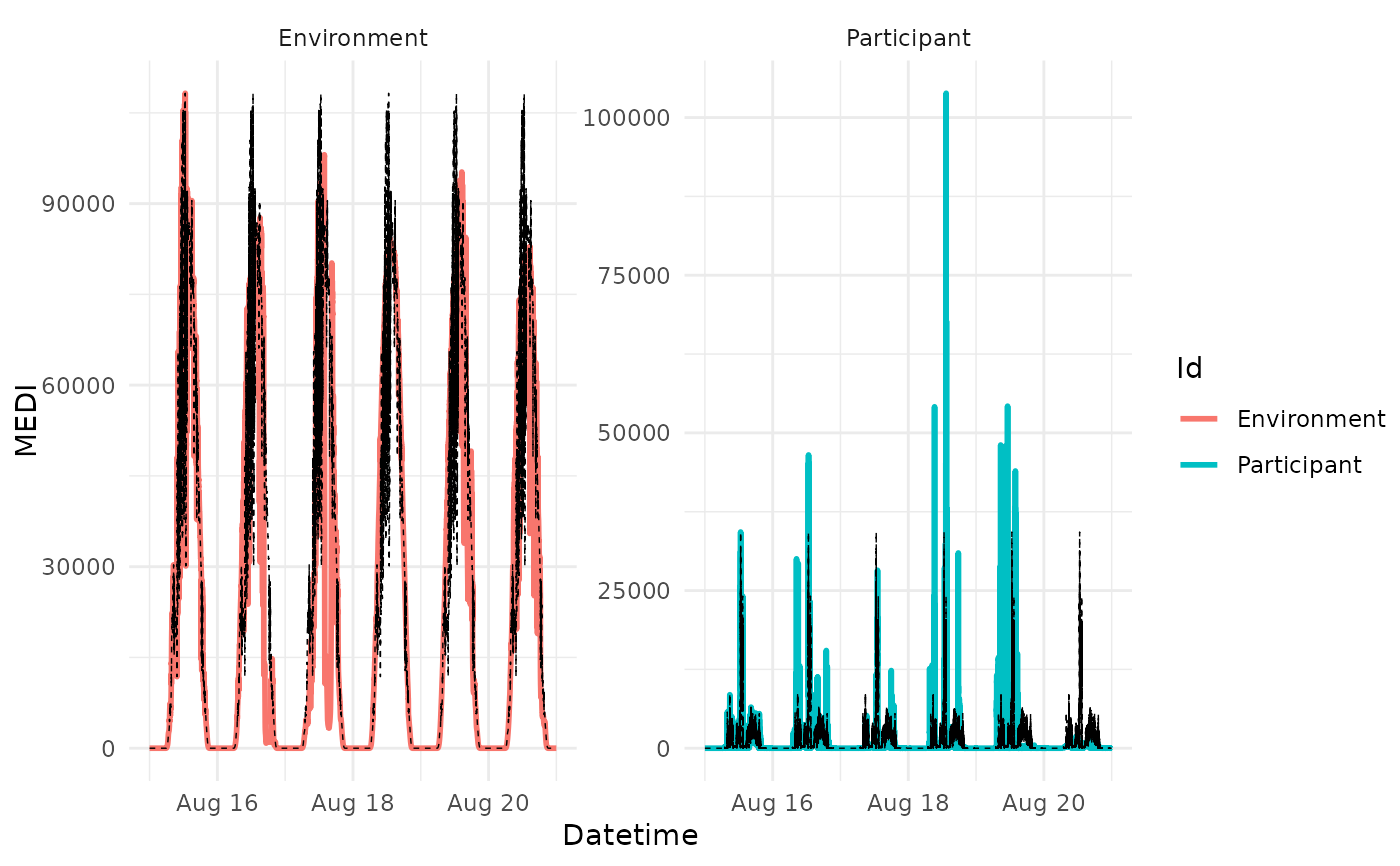 Environment
Participant
MEDI
90000
60000
30000
0
100000
75000
50000
25000
0
Aug 16
Aug 18
Aug 20
Aug 16
Aug 18
Aug 20
Datetime
Id
Environment
Participant